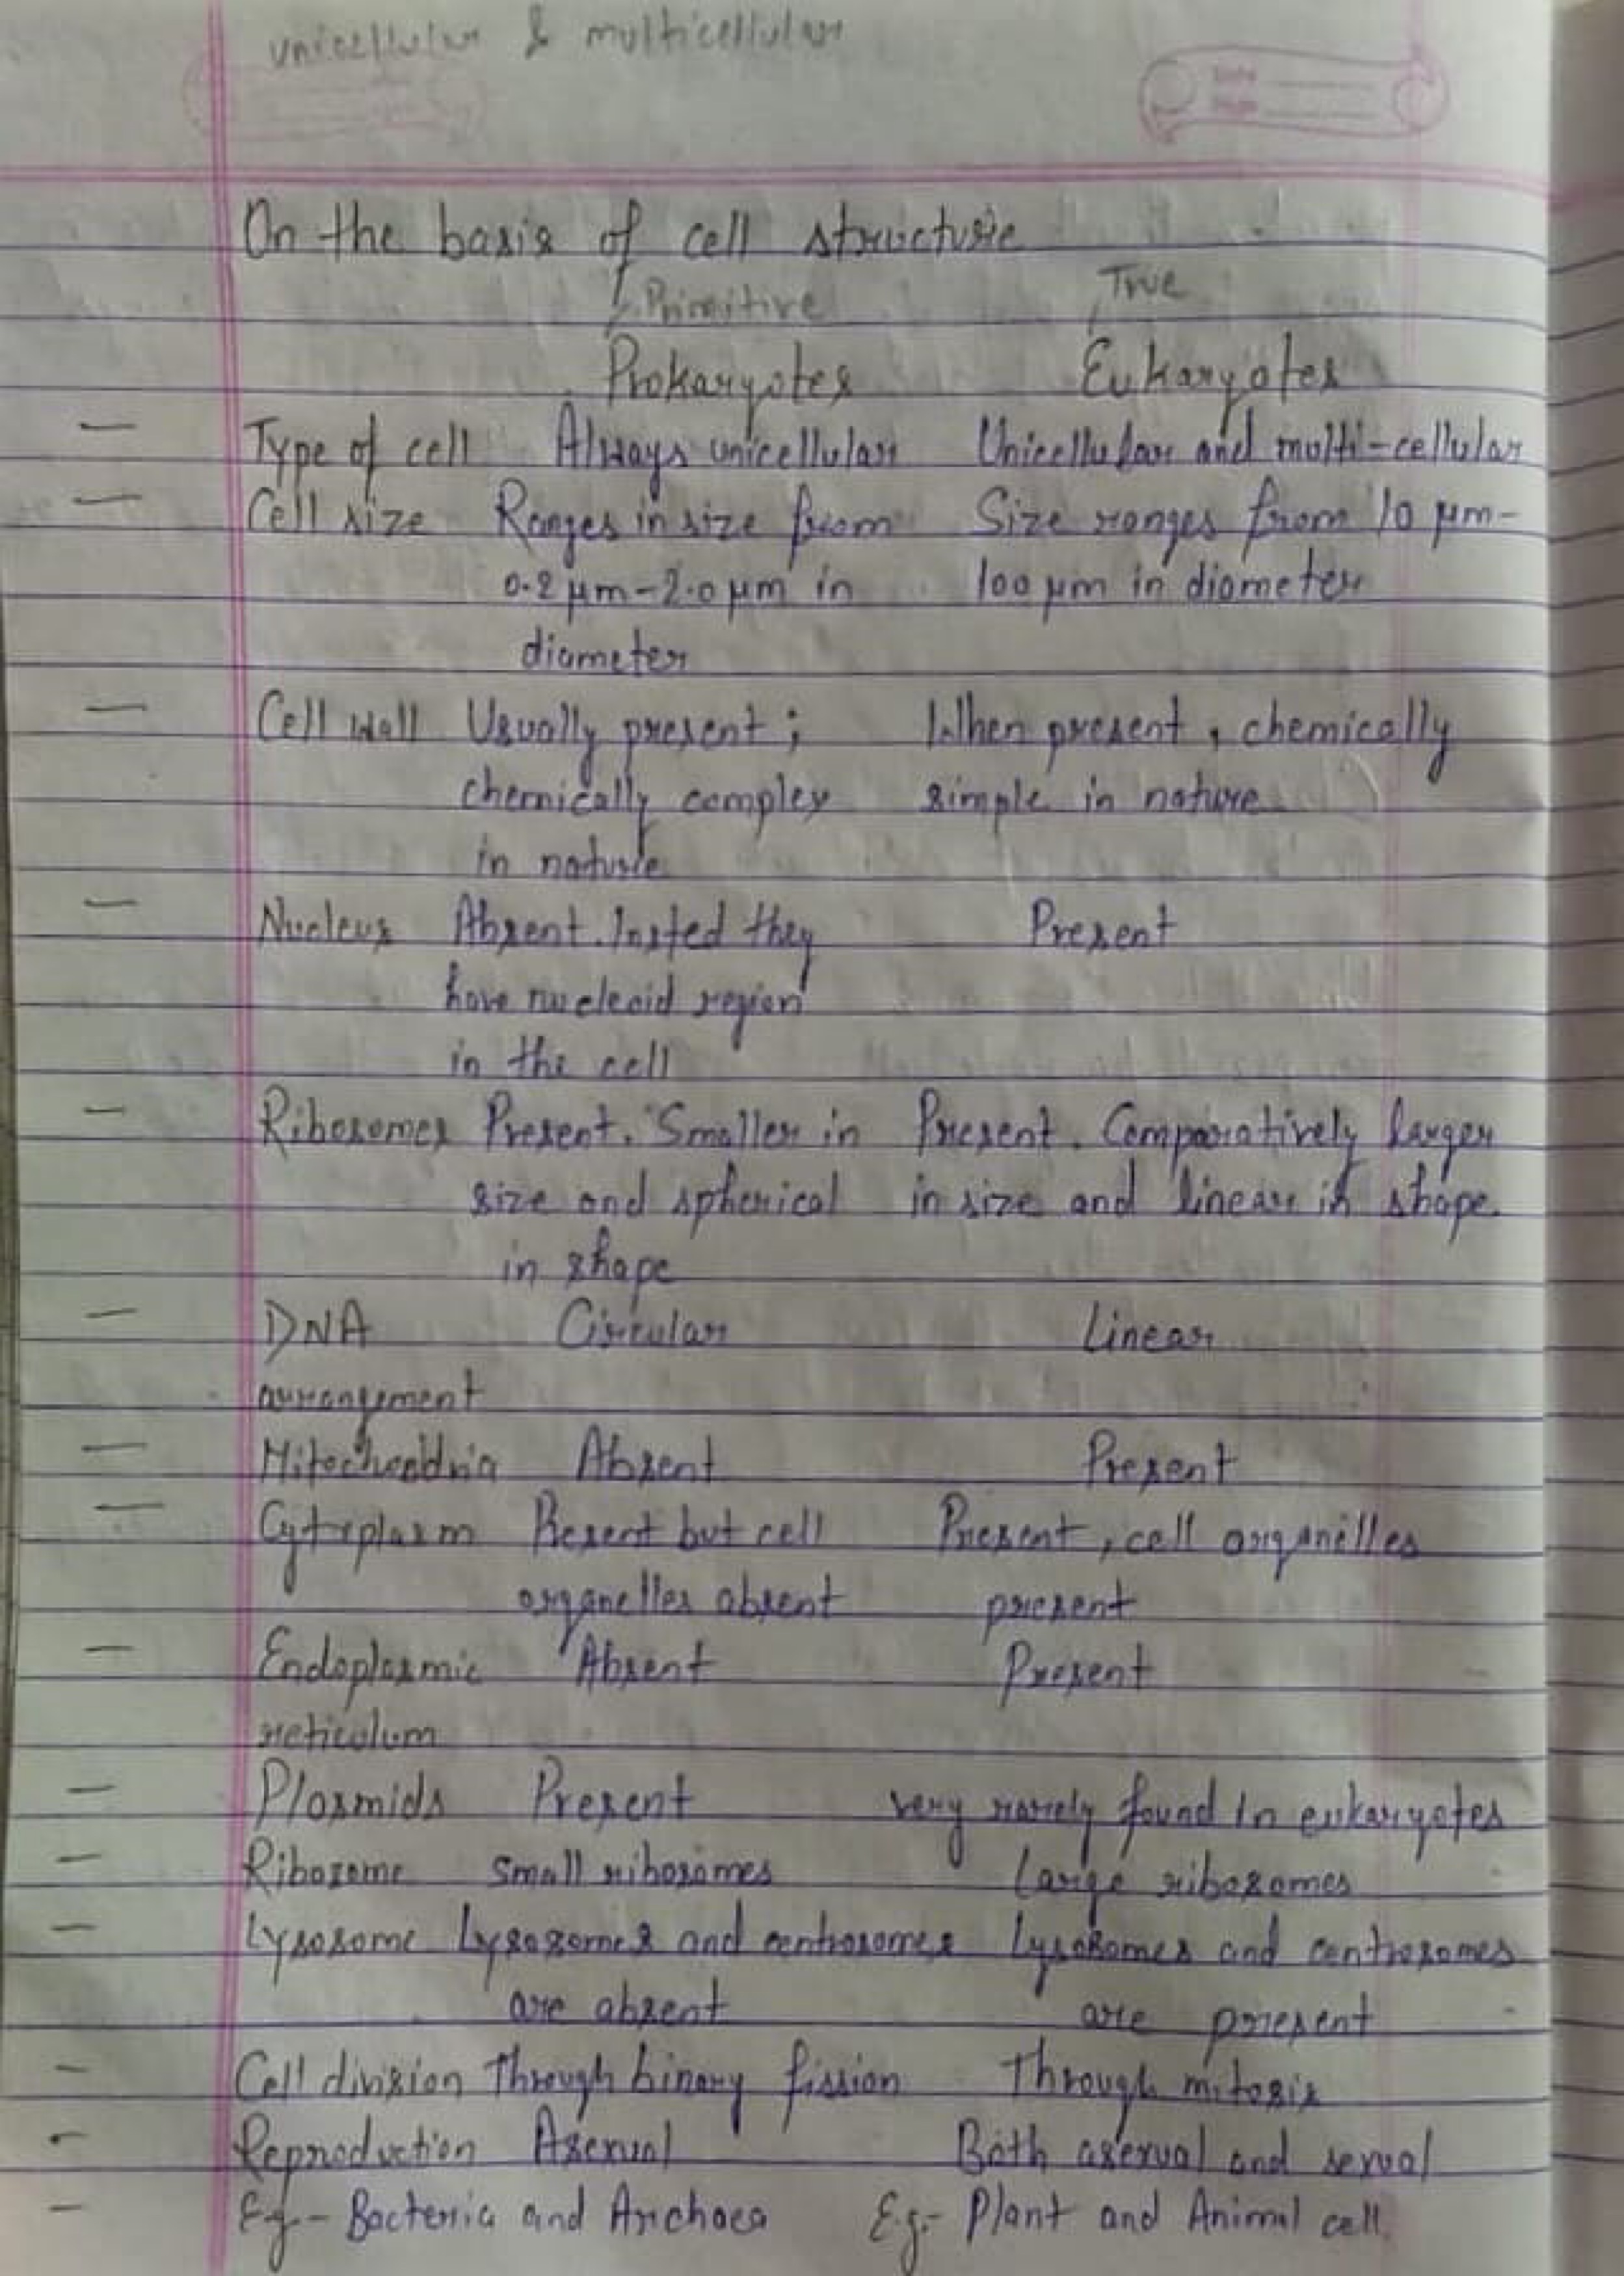 unicellular & multicellular
Date
Page
On the basis of cell structure
Primitive True
Prokaryotes Eukaryotes
Type of cell Always unicellular Unicellular and multi-cellular
Cell size Ranges in size from Size ranges from 10 μm-
0.2 μm-2.0 μm in 100 μm in diameter
diameter
Cell wall Usually present ; When present , chemically
chemically complex simple in nature
in nature
Nucleus Absent. Insted they Present
have nucleoid region
in the cell
Ribosomes Present. Smaller in Present. Comparatively larger
size and spherical in size and linear in shape.
in shape
DNA Circular Linear
arrangement
Mitochondria Absent Present
Cytoplasm Present but cell Present , cell organelles
organelles absent present
Endoplasmic Absent Present
reticulum
Plasmids Present very rarely found in eukaryotes
Ribosome small ribosomes Large ribosomes
Lysosome Lysosomes and centrosomes Lysosomes and centrosomes
are absent are present
Cell division Through binary fission Through mitosis
Reproduction Asexual Both asexual and sexual
E.g.- Bacteria and Archaea E.g.- Plant and Animal cell.